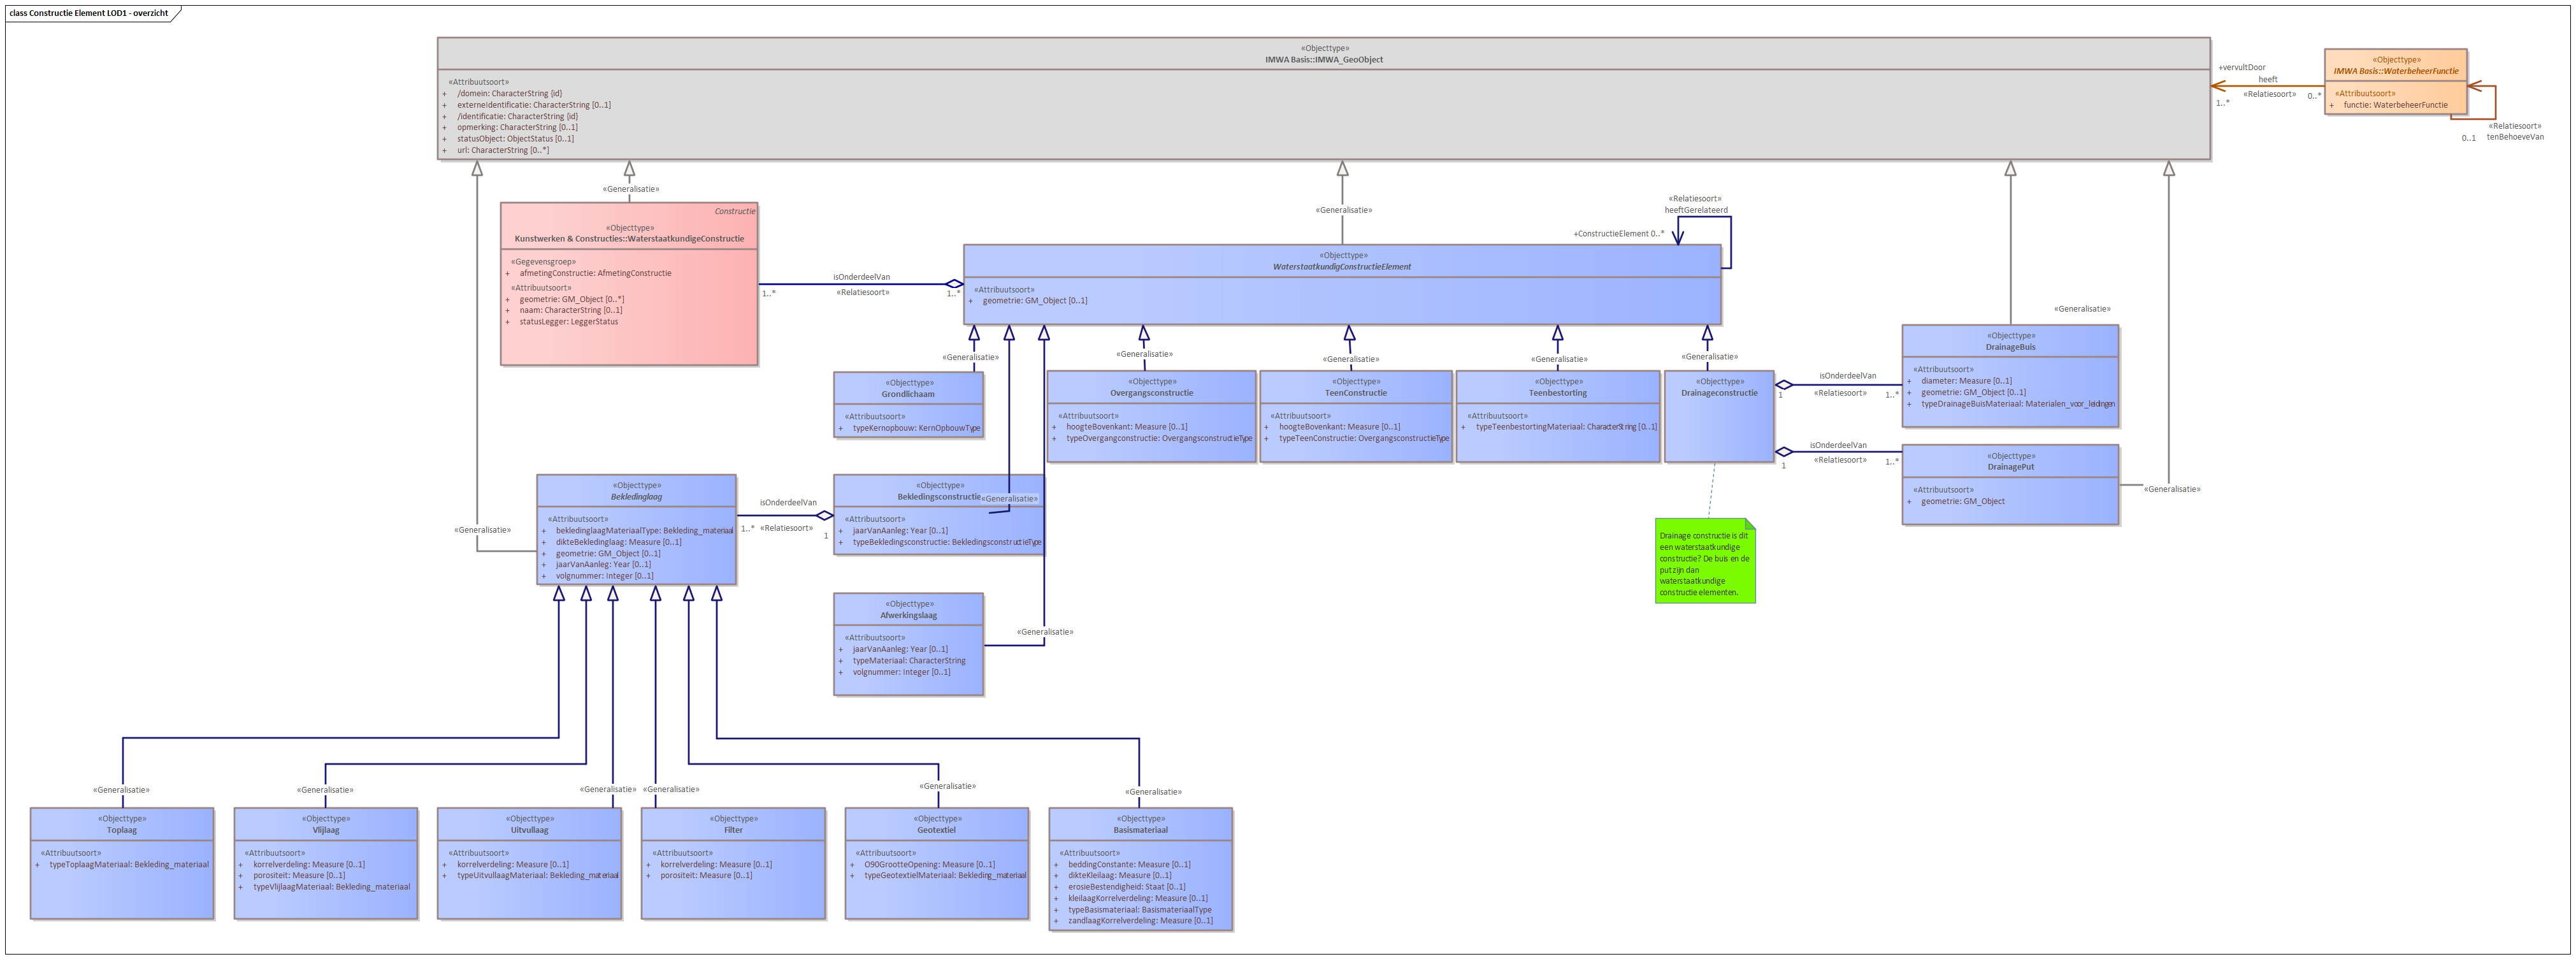 class Constructie Element LOD1 - overzicht
«Objecttype»
IMWA Basis::IMWA_GeoObject
«Attribuutsoort»
+ /domein: CharacterString {id}
+ externeIdentificatie: CharacterString [0..1]
+ /identificatie: CharacterString {id}
+ opmerking: CharacterString [0..1]
+ statusObject: ObjectStatus [0..1]
+ url: CharacterString [0..*]
+vervultDoor
heeft
«Relatiesoort»
1..*
0..*
«Objecttype»
IMWA Basis::WaterbeheerFunctie
«Attribuutsoort»
+ functie: WaterbeheerFunctie
«Relatiesoort»
tenBehoeveVan
0..1
«Generalisatie»
Constructie
«Objecttype»
Kunstwerken & Constructies::WaterstaatkundigeConstructie
«Gegevensgroep»
+ afmetingConstructie: AfmetingConstructie
«Attribuutsoort»
+ geometrie: GM_Object [0..*]
+ naam: CharacterString [0..1]
+ statusLegger: LeggerStatus
isOnderdeelVan
1..*
«Relatiesoort»
1..*
«Generalisatie»
«Relatiesoort»
heeftGerelateerd
+ConstructieElement 0..*
«Objecttype»
WaterstaatkundigConstructieElement
«Attribuutsoort»
+ geometrie: GM_Object [0..1]
«Generalisatie»
«Generalisatie»
«Generalisatie»
«Generalisatie»
«Generalisatie»
«Generalisatie»
«Objecttype»
Grondlichaam
«Attribuutsoort»
+ typeKernopbouw: KernOpbouwType
«Objecttype»
Overgangsconstructie
«Attribuutsoort»
+ hoogteBovenkant: Measure [0..1]
+ typeOvergangconstructie: OvergangsconstructieType
«Objecttype»
TeenConstructie
«Attribuutsoort»
+ hoogteBovenkant: Measure [0..1]
+ typeTeenConstructie: OvergangsconstructieType
«Objecttype»
Teenbestorting
«Attribuutsoort»
+ typeTeenbestortingMateriaal: CharacterString [0..1]
«Objecttype»
Drainageconstructie
isOnderdeelVan
1
«Relatiesoort»
1..*
«Objecttype»
DrainageBuis
«Attribuutsoort»
+ diameter: Measure [0..1]
+ geometrie: GM_Object [0..1]
+ typeDrainageBuisMateriaal: Materialen_voor_leidingen
isOnderdeelVan
1
«Relatiesoort»
1..*
«Objecttype»
DrainagePut
«Attribuutsoort»
+ geometrie: GM_Object
«Generalisatie»
Drainage constructie is dit
een waterstaatkundige
constructie? De buis en de
put zijn dan
waterstaatkundige
constructie elementen.
«Generalisatie»
«Objecttype»
Bekledinglaag
«Attribuutsoort»
+ bekledinglaagMateriaalType: Bekleding_materiaal
+ dikteBekledinglaag: Measure [0..1]
+ geometrie: GM_Object [0..1]
+ jaarVanAanleg: Year [0..1]
+ volgnummer: Integer [0..1]
isOnderdeelVan
1..*
«Relatiesoort»
1
«Objecttype»
Bekledingsconstructie
«Generalisatie»
«Attribuutsoort»
+ jaarVanAanleg: Year [0..1]
+ typeBekledingsconstructie: BekledingsconstructieType
«Objecttype»
Afwerkingslaag
«Attribuutsoort»
+ jaarVanAanleg: Year [0..1]
+ typeMateriaal: CharacterString
+ volgnummer: Integer [0..1]
«Generalisatie»
«Generalisatie»
«Generalisatie»
«Generalisatie»
«Generalisatie»
«Generalisatie»
«Generalisatie»
«Objecttype»
Toplaag
«Attribuutsoort»
+ typeToplaagMateriaal: Bekleding_materiaal
«Objecttype»
Vlijlaag
«Attribuutsoort»
+ korrelverdeling: Measure [0..1]
+ porositeit: Measure [0..1]
+ typeVlijlaagMateriaal: Bekleding_materiaal
«Objecttype»
Uitvullaag
«Attribuutsoort»
+ korrelverdeling: Measure [0..1]
+ typeUitvullaagMateriaal: Bekleding_materiaal
«Objecttype»
Filter
«Attribuutsoort»
+ korrelverdeling: Measure [0..1]
+ porositeit: Measure [0..1]
«Objecttype»
Geotextiel
«Attribuutsoort»
+ O90GrootteOpening: Measure [0..1]
+ typeGeotextielMateriaal: Bekleding_materiaal
«Objecttype»
Basismateriaal
«Attribuutsoort»
+ beddingConstante: Measure [0..1]
+ dikteKleilaag: Measure [0..1]
+ erosieBestendigheid: Staat [0..1]
+ kleilaagKorrelverdeling: Measure [0..1]
+ typeBasismateriaal: BasismateriaalType
+ zandlaagKorrelverdeling: Measure [0..1]